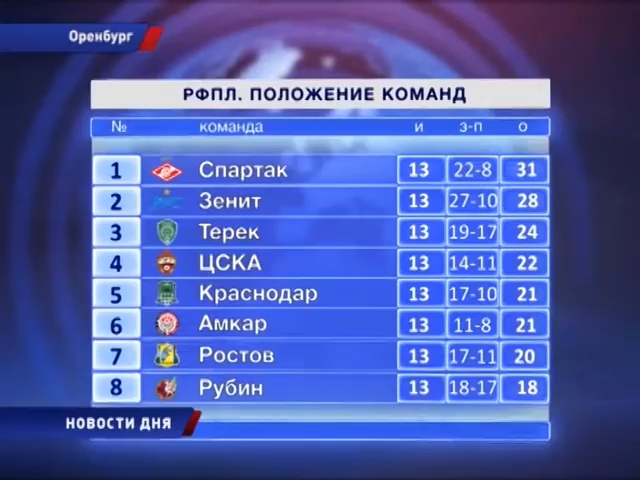 Оренбург
РФПЛ. ПОЛОЖЕНИЕ КОМАНД
№ команда и з-п о
1 Спартак 13 22-8 31
2 Зенит 13 27-10 28
3 Терек 13 19-17 24
4 ЦСКА 13 14-11 22
5 Краснодар 13 17-10 21
6 Амкар 13 11-8 21
7 Ростов 13 17-11 20
8 Рубин 13 18-17 18
НОВОСТИ ДНЯ